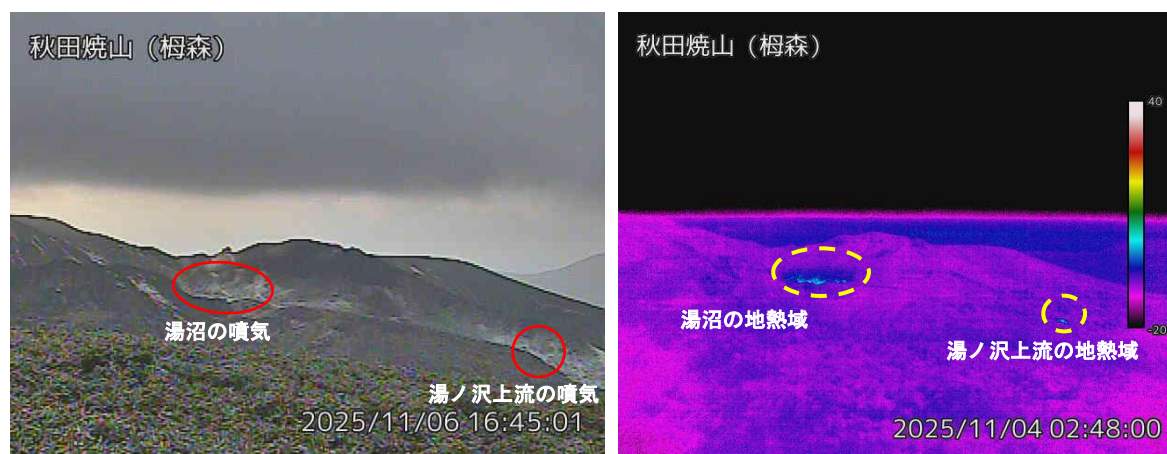 秋田焼山（栂森）
湯沼の噴気
湯ノ沢上流の噴気
2025/11/06 16:45:01
秋田焼山（栂森）
40
湯沼の地熱域
-20
湯ノ沢上流の地熱域
2025/11/04 02:48:00